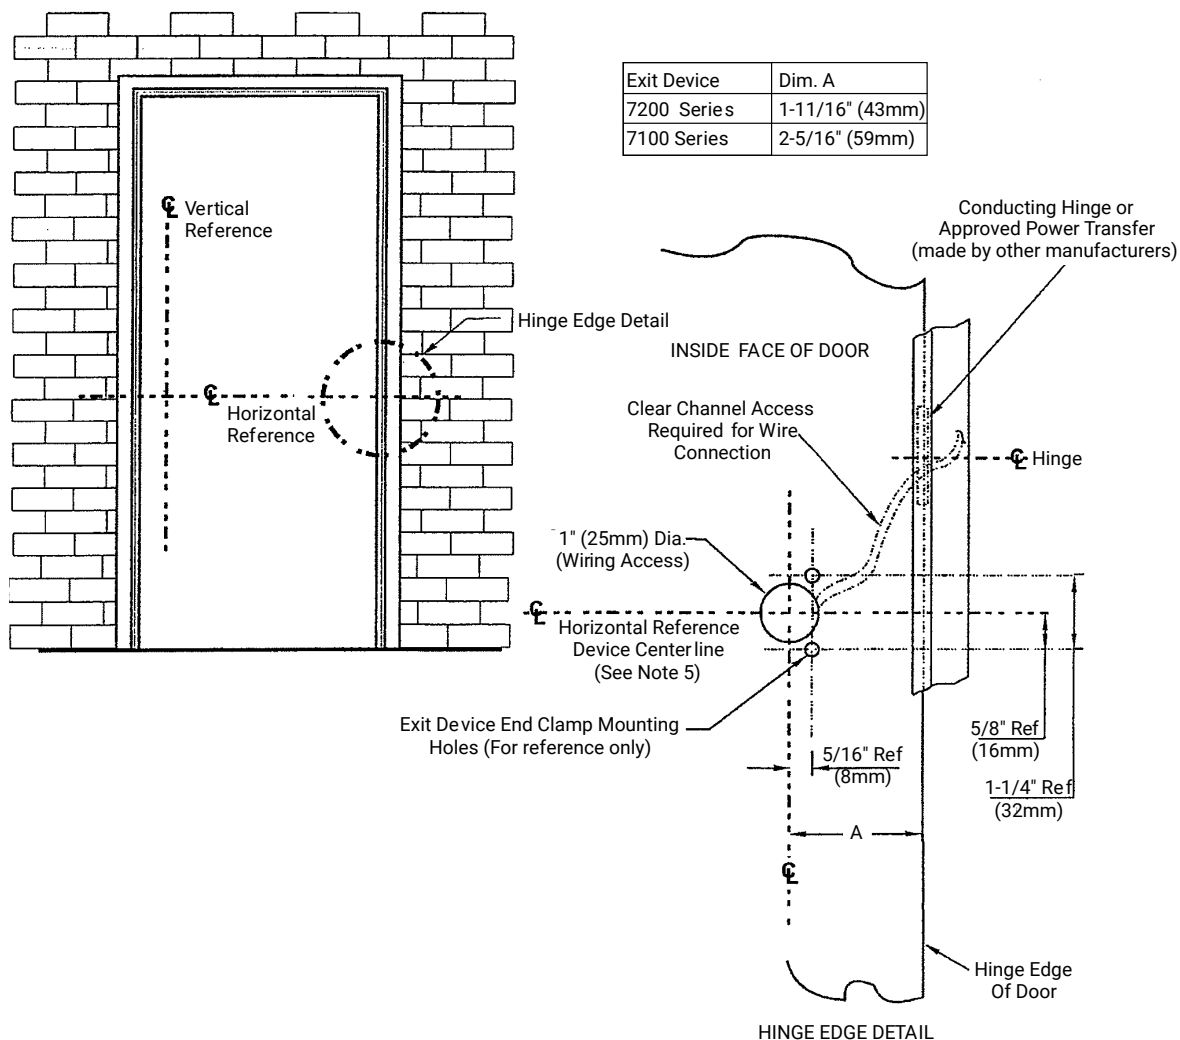 Exit Device Dim. A
7200 Series 1-11/16" (43mm)
7100 Series 2-5/16" (59mm)
℄ Vertical
Reference
Conducting Hinge or
Approved Power Transfer
(made by other manufacturers)
Hinge Edge Detail
INSIDE FACE OF DOOR
℄
Horizontal
Reference
Clear Channel Access
Required for Wire
Connection
℄ Hinge
1" (25mm) Dia.
(Wiring Access)
℄
Horizontal Reference
Device Centerline
(See Note 5)
Exit Device End Clamp Mounting
Holes (For reference only)
5/8" Ref
(16mm)
5/16" Ref
(8mm)
1-1/4" Ref
(32mm)
A
℄
Hinge Edge
Of Door
HINGE EDGE DETAIL